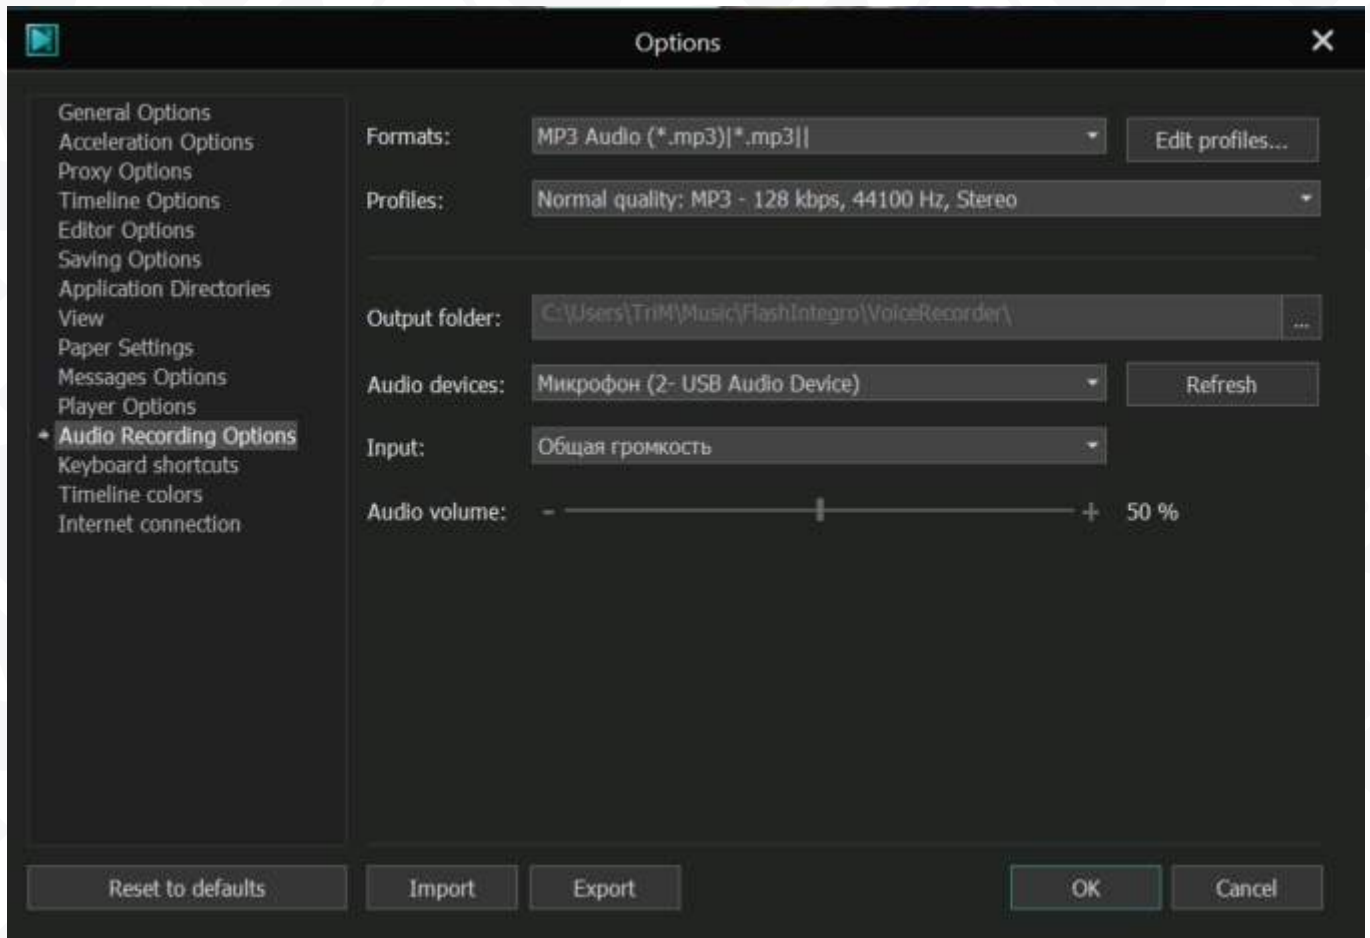 Options
General Options
Acceleration Options
Proxy Options
Timeline Options
Editor Options
Saving Options
Application Directories
View
Paper Settings
Messages Options
Player Options
Audio Recording Options
Keyboard shortcuts
Timeline colors
Internet connection
Formats: MP3 Audio (*.mp3)|*.mp3|| Edit profiles...
Profiles: Normal quality: MP3 - 128 kbps, 44100 Hz, Stereo
Output folder: C:\Users\TriM\Music\FlashIntegro\VoiceRecorder\ ...
Audio devices: Микрофон (2- USB Audio Device) Refresh
Input: Общая громкость
Audio volume: - + 50 %
Reset to defaults Import Export OK Cancel